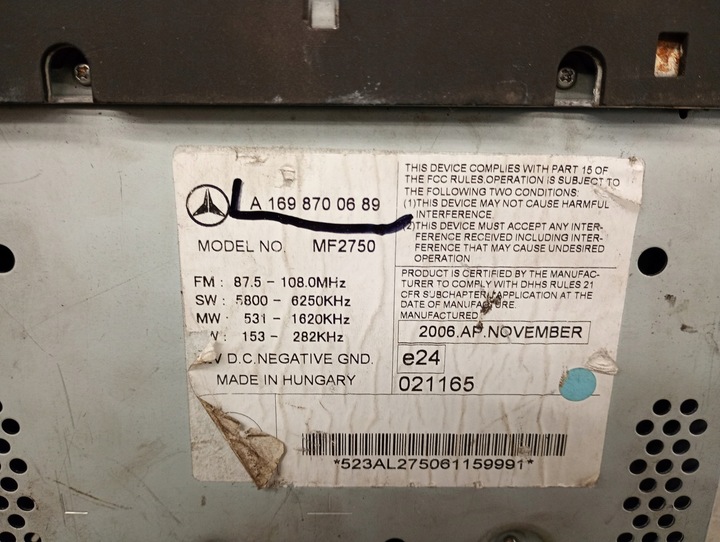 A 169 870 06 89
MODEL NO. MF2750
FM : 87.5 - 108.0MHz
SW : 5800 - 6250KHz
MW : 531 - 1620KHz
: 153 - 282KHz
V D.C.NEGATIVE GND.
MADE IN HUNGARY
THIS DEVICE COMPLIES WITH PART 15 OF
THE FCC RULES.OPERATION IS SUBJECT TO
THE FOLLOWING TWO CONDITIONS:
(1)THIS DEVICE MAY NOT CAUSE HARMFUL
INTERFERENCE,
(2)THIS DEVICE MUST ACCEPT ANY INTER-
FERENCE RECEIVED INCLUDING INTER-
FERENCE THAT MAY CAUSE UNDESIRED
OPERATION
PRODUCT IS CERTIFIED BY THE MANUFAC-
TURER TO COMPLY WITH DHHS RULES 21
CFR SUBCHAPTER APPLICATION AT THE
DATE OF MANUFACTURE.
MANUFACTURED
2006.AP.NOVEMBER
e24
021165
*523AL275061159991*